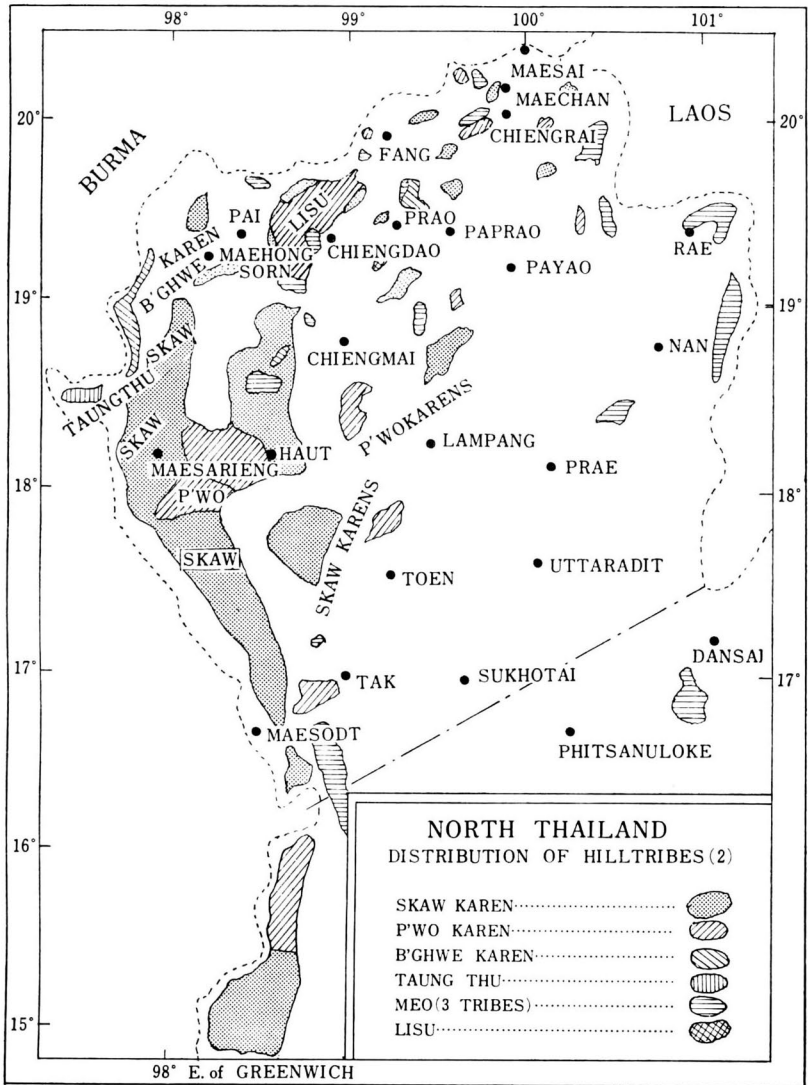 98°
99°
100°
101°
MAESAI
MAECHAN
20°
CHIENGRAI
LAOS
20°
BURMA
FANG
LISU
PAI
PRAO
PAPRAO
RAE
KAREN
B'GHWE
MAEHONG
SORN
CHIENGDAO
PAYAO
19°
19°
SKAW
CHIENGMAI
NAN
TAUNGTHU
SKAW
P'WOKARENS
LAMPANG
HAUT
MAESARIENG
PRAE
18°
P'WO
18°
SKAW
SKAW KARENS
TOEN
UTTARADIT
DANSAI
17°
TAK
SUKHOTAI
17°
MAESODT
PHITSANULOKE
16°
NORTH THAILAND
DISTRIBUTION OF HILLTRIBES (2)
SKAW KAREN
P'WO KAREN
B'GHWE KAREN
TAUNG THU
MEO (3 TRIBES)
LISU
15°
98° E. of GREENWICH